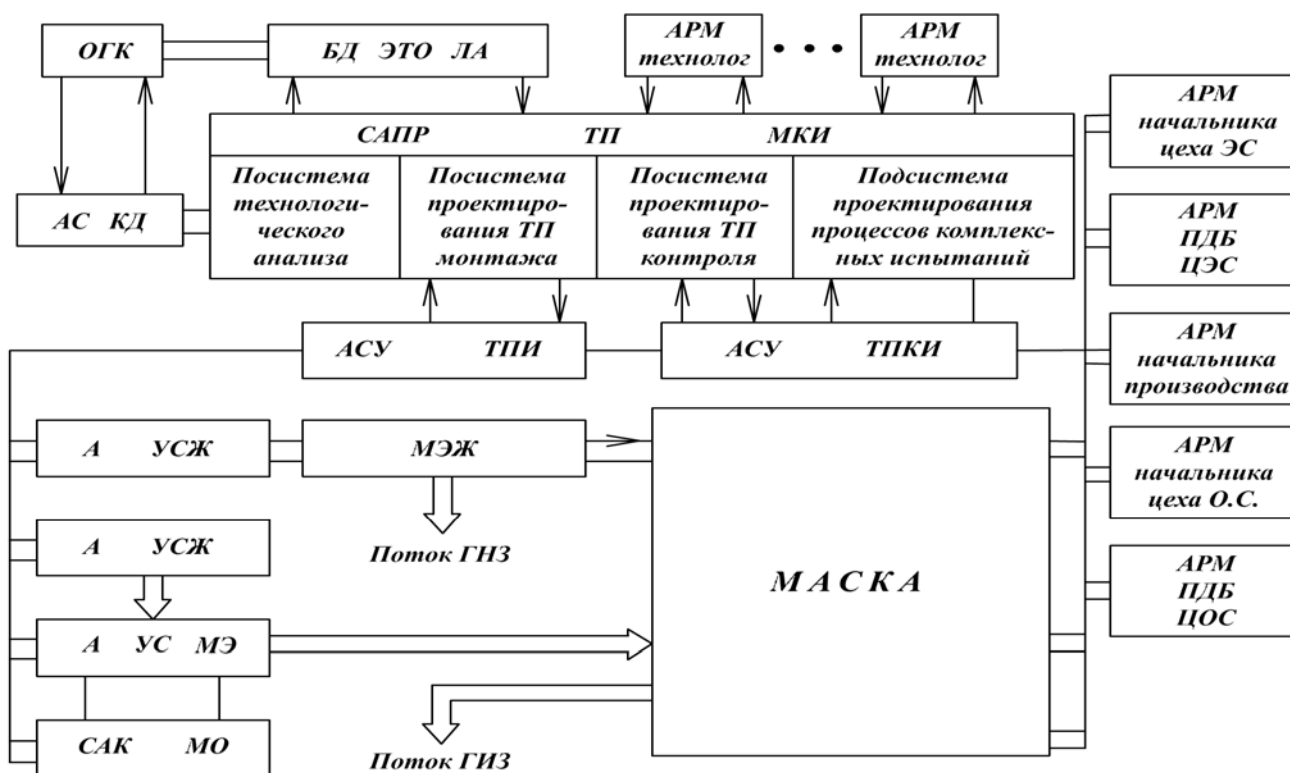 ОГК
БД ЭТО ЛА
АРМ
технолог
• • •
АРМ
технолог
САПР ТП МКИ
Посистема
технологи-
ческого
анализа
Посистема
проектиро-
вания ТП
монтажа
Посистема
проектиро-
вания ТП
контроля
Подсистема
проектирования
процессов комплекс-
ных испытаний
АС КД
АРМ
начальника
цеха ЭС
АРМ
ПДБ
ЦЭС
АСУ ТПИ
АСУ ТПКИ
АРМ
начальника
производства
А УСЖ
МЭЖ
МАСКА
АРМ
начальника
цеха О.С.
А УСЖ
Поток ГНЗ
АРМ
ПДБ
ЦОС
А УС МЭ
САК МО
Поток ГИЗ